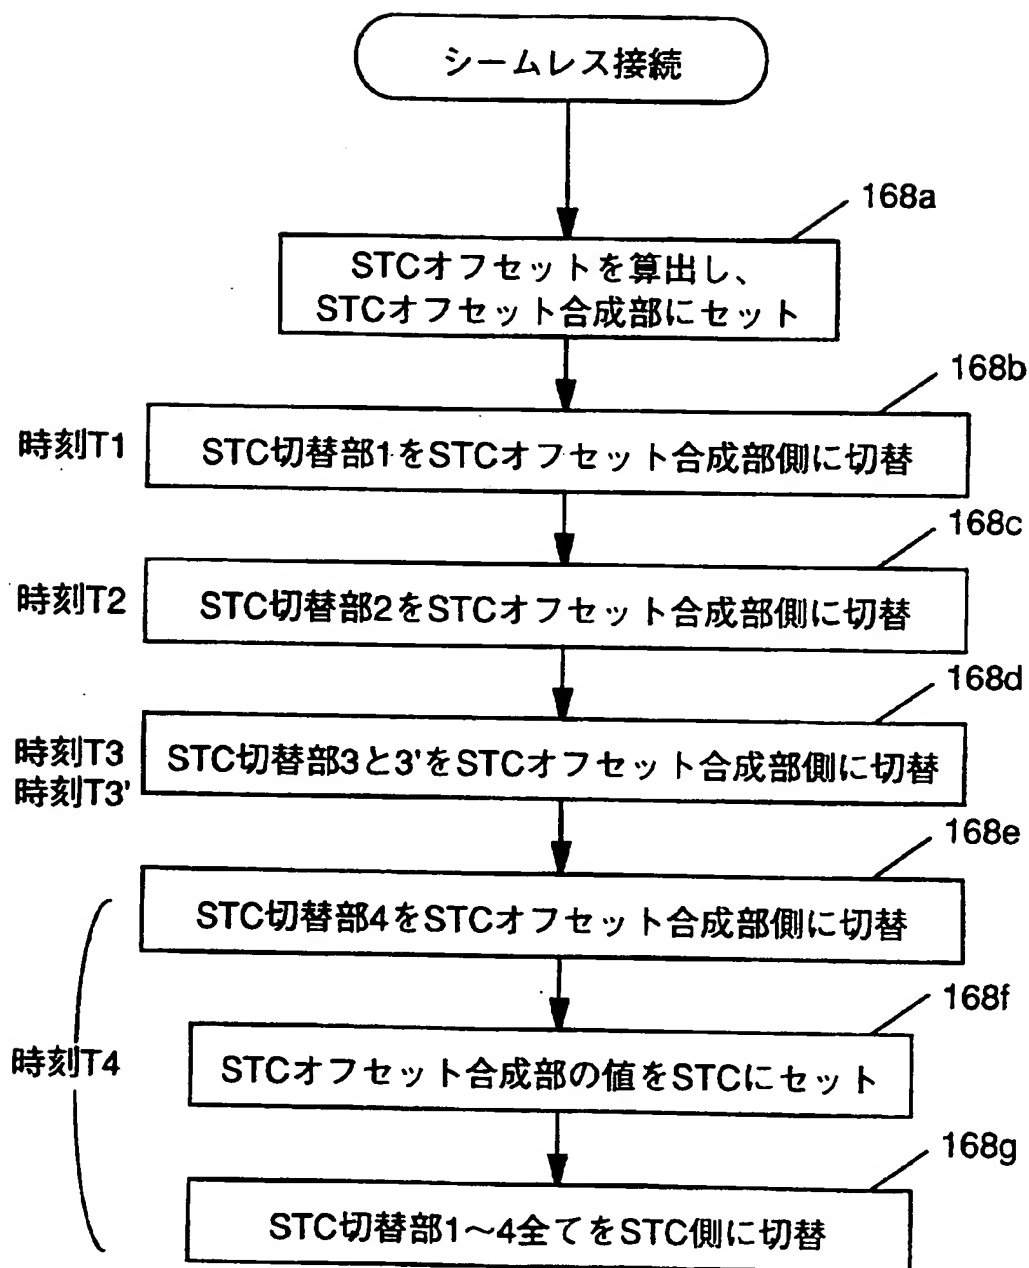 シームレス接続
168a
STCオフセットを算出し、
STCオフセット合成部にセット
168b
時刻T1
STC切替部1をSTCオフセット合成部側に切替
168c
時刻T2
STC切替部2をSTCオフセット合成部側に切替
168d
時刻T3
時刻T3'
STC切替部3と3'をSTCオフセット合成部側に切替
168e
STC切替部4をSTCオフセット合成部側に切替
168f
時刻T4
STCオフセット合成部の値をSTCにセット
168g
STC切替部1～4全てをSTC側に切替